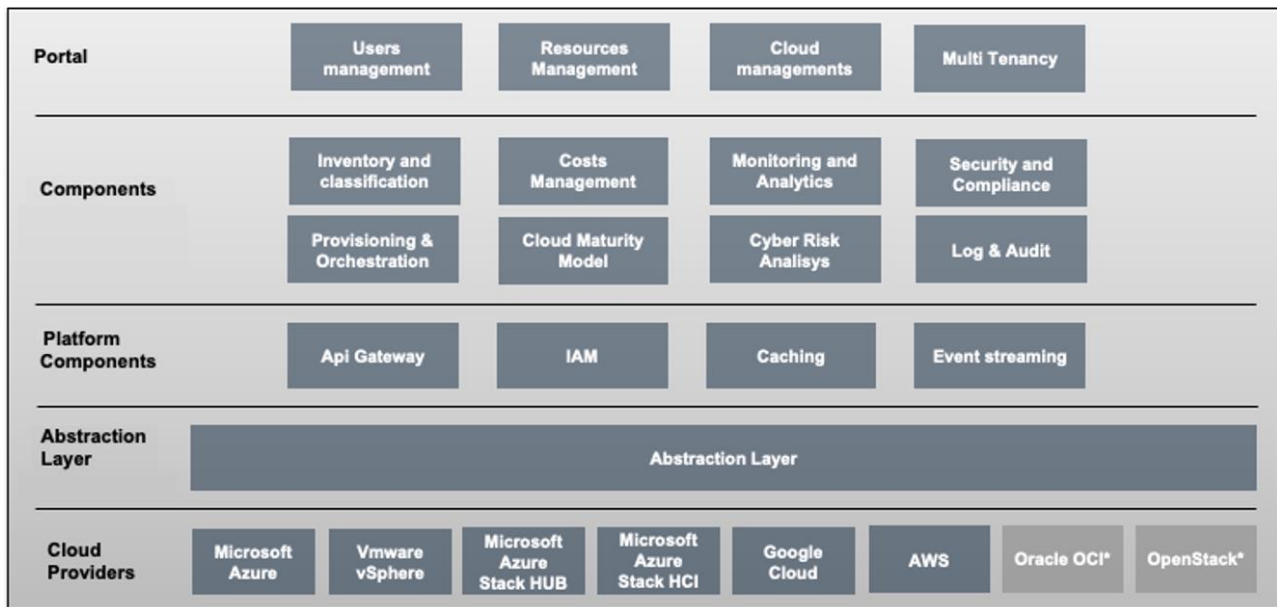 Portal
Users
management
Resources
Management
Cloud
managements
Multi Tenancy
Components
Inventory and
classification
Costs
Management
Monitoring and
Analytics
Security and
Compliance
Provisioning &
Orchestration
Cloud Maturity
Model
Cyber Risk
Analisys
Log & Audit
Platform
Components
Api Gateway
IAM
Caching
Event streaming
Abstraction
Layer
Abstraction Layer
Cloud
Providers
Microsoft
Azure
Vmware
vSphere
Microsoft
Azure
Stack HUB
Microsoft
Azure
Stack HCI
Google
Cloud
AWS
Oracle OCI*
OpenStack*